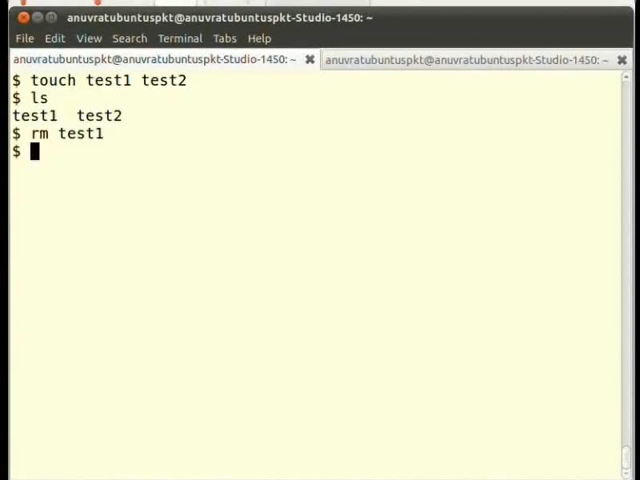 anuvratubuntuspkt@anuvratubuntuspkt-Studio-1450: ~
File Edit View Search Terminal Tabs Help
anuvratubuntuspkt@anuvratubuntuspkt-Studio-1450: ~ anuvratubuntuspkt@anuvratubuntuspkt-Studio-1450: ~
$ touch test1 test2
$ ls
test1  test2
$ rm test1
$